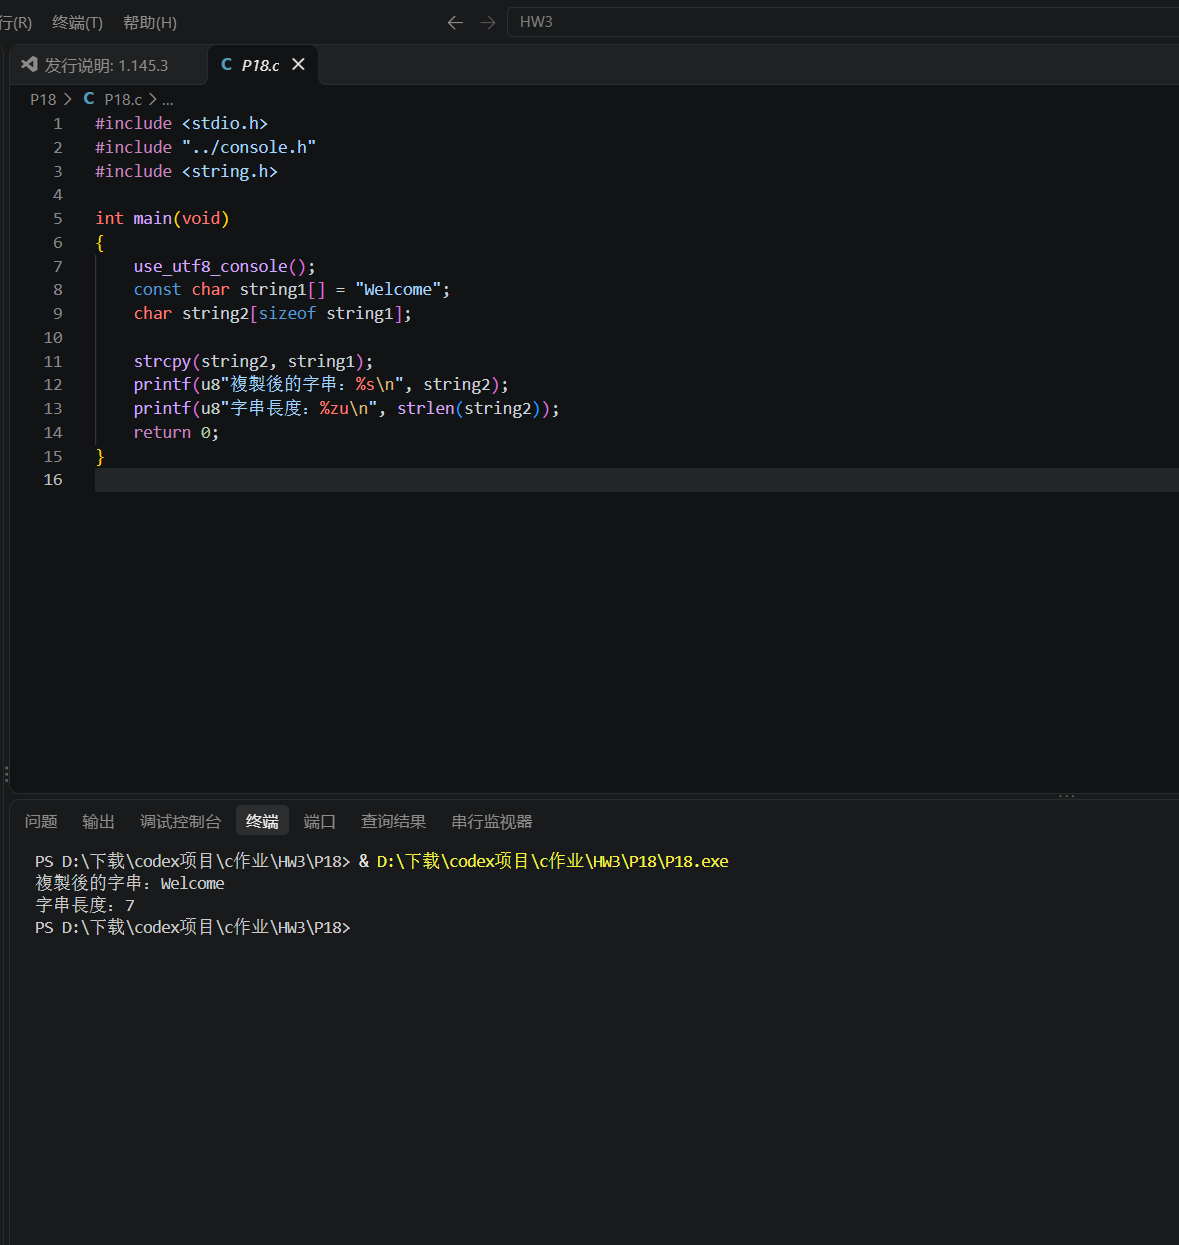 行(R) 终端(T) 帮助(H) ← → HW3
发行说明: 1.145.3 C P18.c ×
P18 > C P18.c > ...
1 #include <stdio.h>
2 #include "../console.h"
3 #include <string.h>
4
5 int main(void)
6 {
7 use_utf8_console();
8 const char string1[] = "Welcome";
9 char string2[sizeof string1];
10
11 strcpy(string2, string1);
12 printf(u8"複製後的字串：%s\n", string2);
13 printf(u8"字串長度：%zu\n", strlen(string2));
14 return 0;
15 }
16
问题 输出 调试控制台 终端 端口 查询结果 串行监视器
PS D:\下载\codex项目\c作业\HW3\P18> & D:\下载\codex项目\c作业\HW3\P18\P18.exe
複製後的字串：Welcome
字串長度：7
PS D:\下载\codex项目\c作业\HW3\P18>